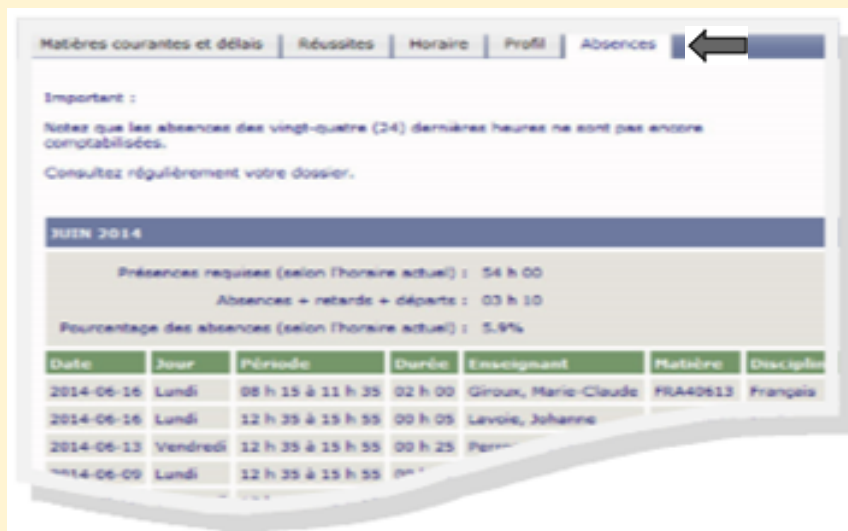 Matières courantes et délais Réussites Horaire Profil Absences
Important :
Notez que les absences des vingt-quatre (24) dernières heures ne sont pas encore
comptabilisées.
Consultez régulièrement votre dossier.
JUIN 2014
Présences requises (selon l'horaire actuel) : 54 h 00
Absences + retards + départs : 03 h 10
Pourcentage des absences (selon l'horaire actuel) : 5.9%
Date Jour Période Durée Enseignant Matière Disciplin
2014-06-16 Lundi 08 h 15 à 11 h 35 02 h 00 Giroux, Marie-Claude FRA40613 Français
2014-06-16 Lundi 12 h 35 à 15 h 55 00 h 05 Lavoie, Johanne
2014-06-13 Vendredi 12 h 35 à 15 h 55 00 h 25
2014-06-09 Lundi 12 h 35 à 15 h 55